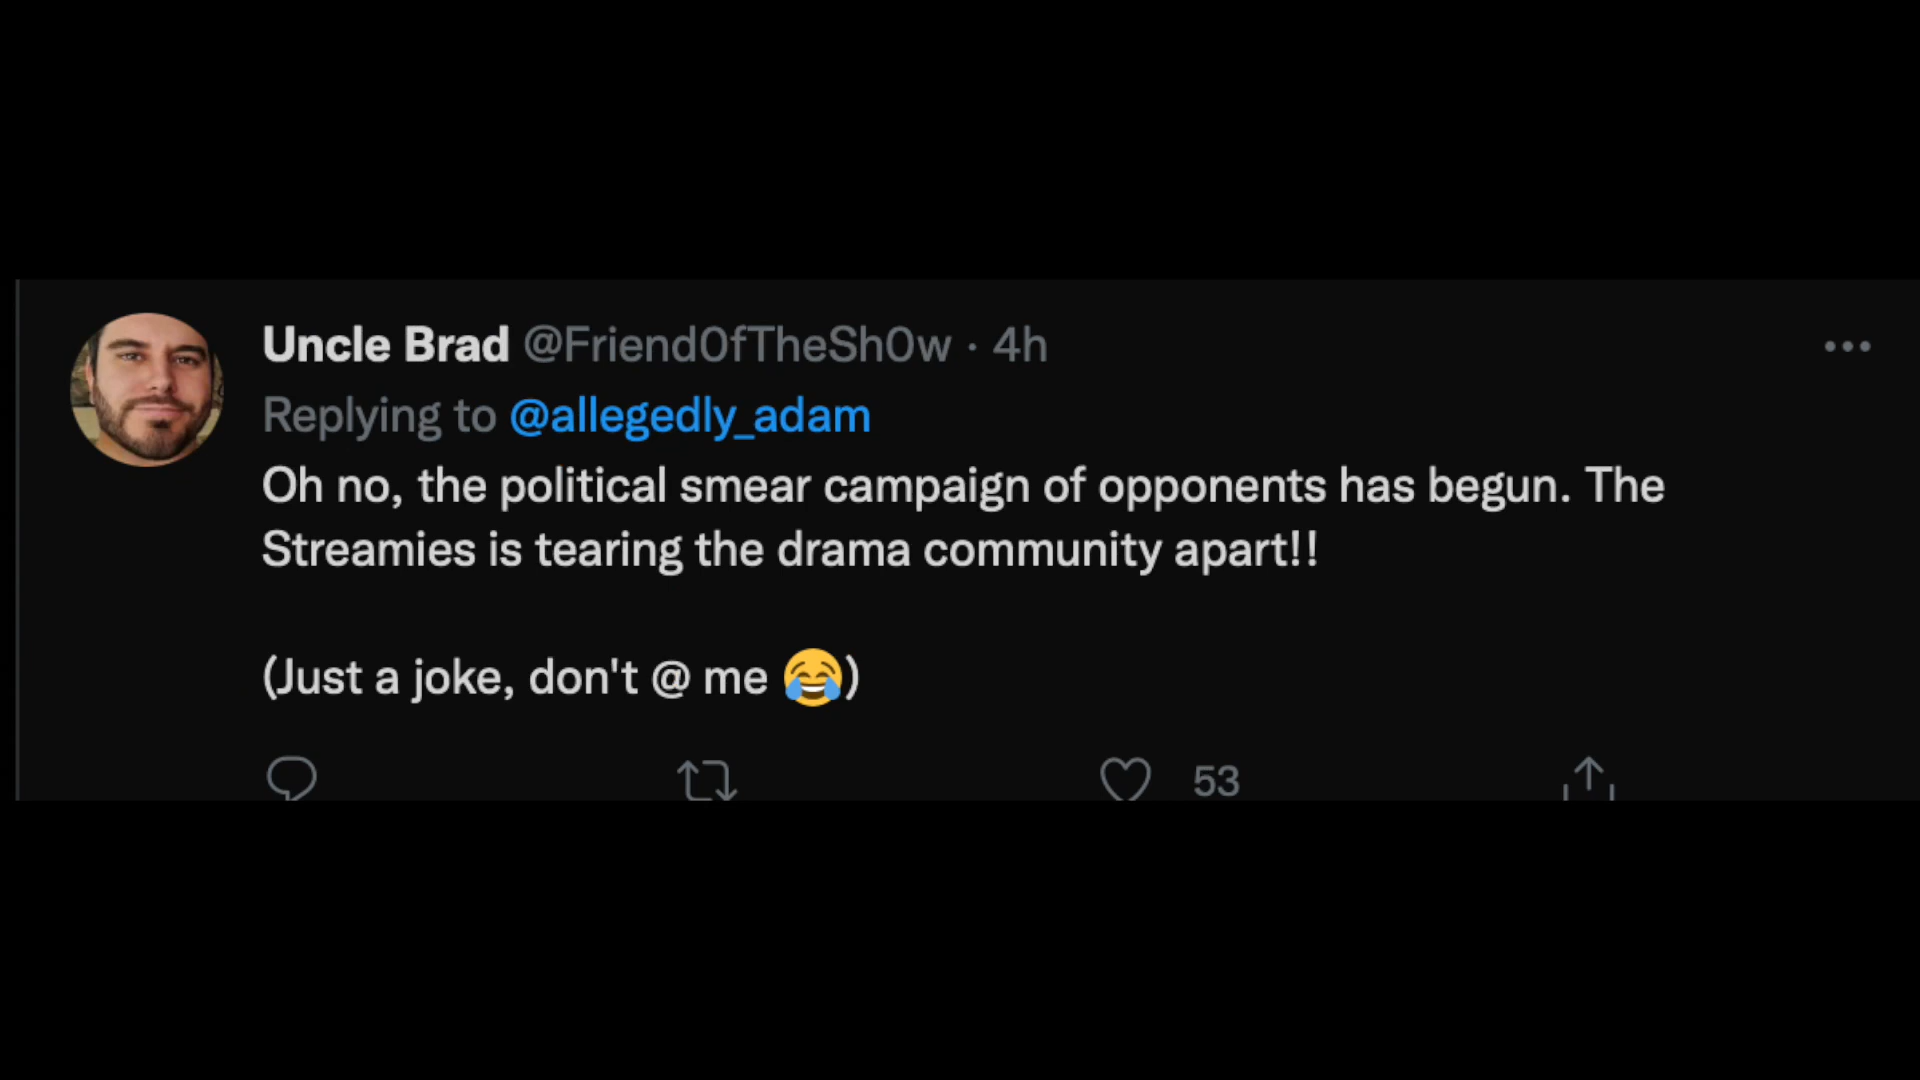 Uncle Brad @FriendOfTheSh0w · 4h
Replying to @allegedly_adam
Oh no, the political smear campaign of opponents has begun. The
Streamies is tearing the drama community apart!!
(Just a joke, don't @ me 😂)
53